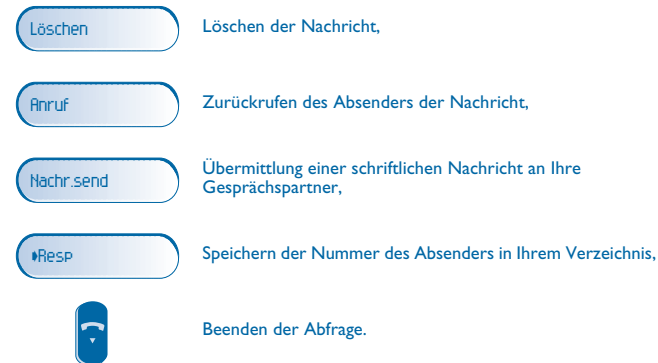 Löschen
Löschen der Nachricht,
Anruf
Zurückrufen des Absenders der Nachricht,
Nachr.send
Übermittlung einer schriftlichen Nachricht an Ihre
Gesprächspartner,
➧Resp
Speichern der Nummer des Absenders in Ihrem Verzeichnis,
Beenden der Abfrage.